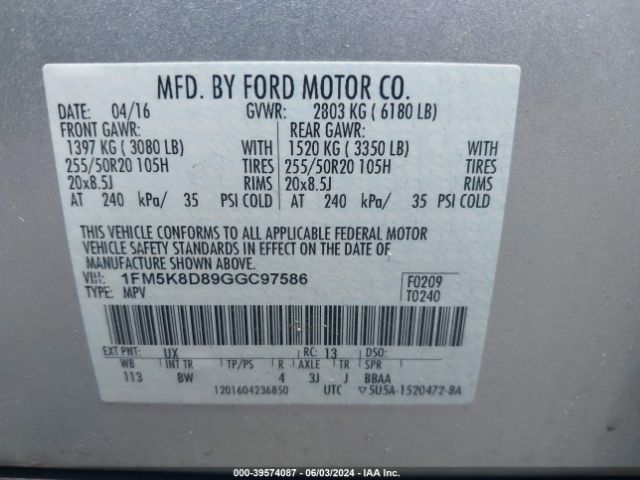 MFD. BY FORD MOTOR CO.
DATE: 04/16 GVWR: 2803 KG ( 6180 LB)
FRONT GAWR: REAR GAWR:
1397 KG ( 3080 LB) WITH 1520 KG ( 3350 LB) WITH
255/50R20 105H TIRES 255/50R20 105H TIRES
20x8.5J RIMS 20x8.5J RIMS
AT 240 kPa/ 35 PSI COLD AT 240 kPa/ 35 PSI COLD
THIS VEHICLE CONFORMS TO ALL APPLICABLE FEDERAL MOTOR
VEHICLE SAFETY STANDARDS IN EFFECT ON THE DATE OF
MANUFACTURE SHOWN ABOVE.
VIN: 1FM5K8D89GGC97586 F0209
TYPE: MPV T0240
EXT PNT: UX RC: 13 DSO:
WB INT TR TP/PS R AXLE TR SPR
113 BW 4 3J J BBAA
1201604236850 UTC ▽5U5A-1520472-BA
000-39574087 - 06/03/2024 - IAA Inc.